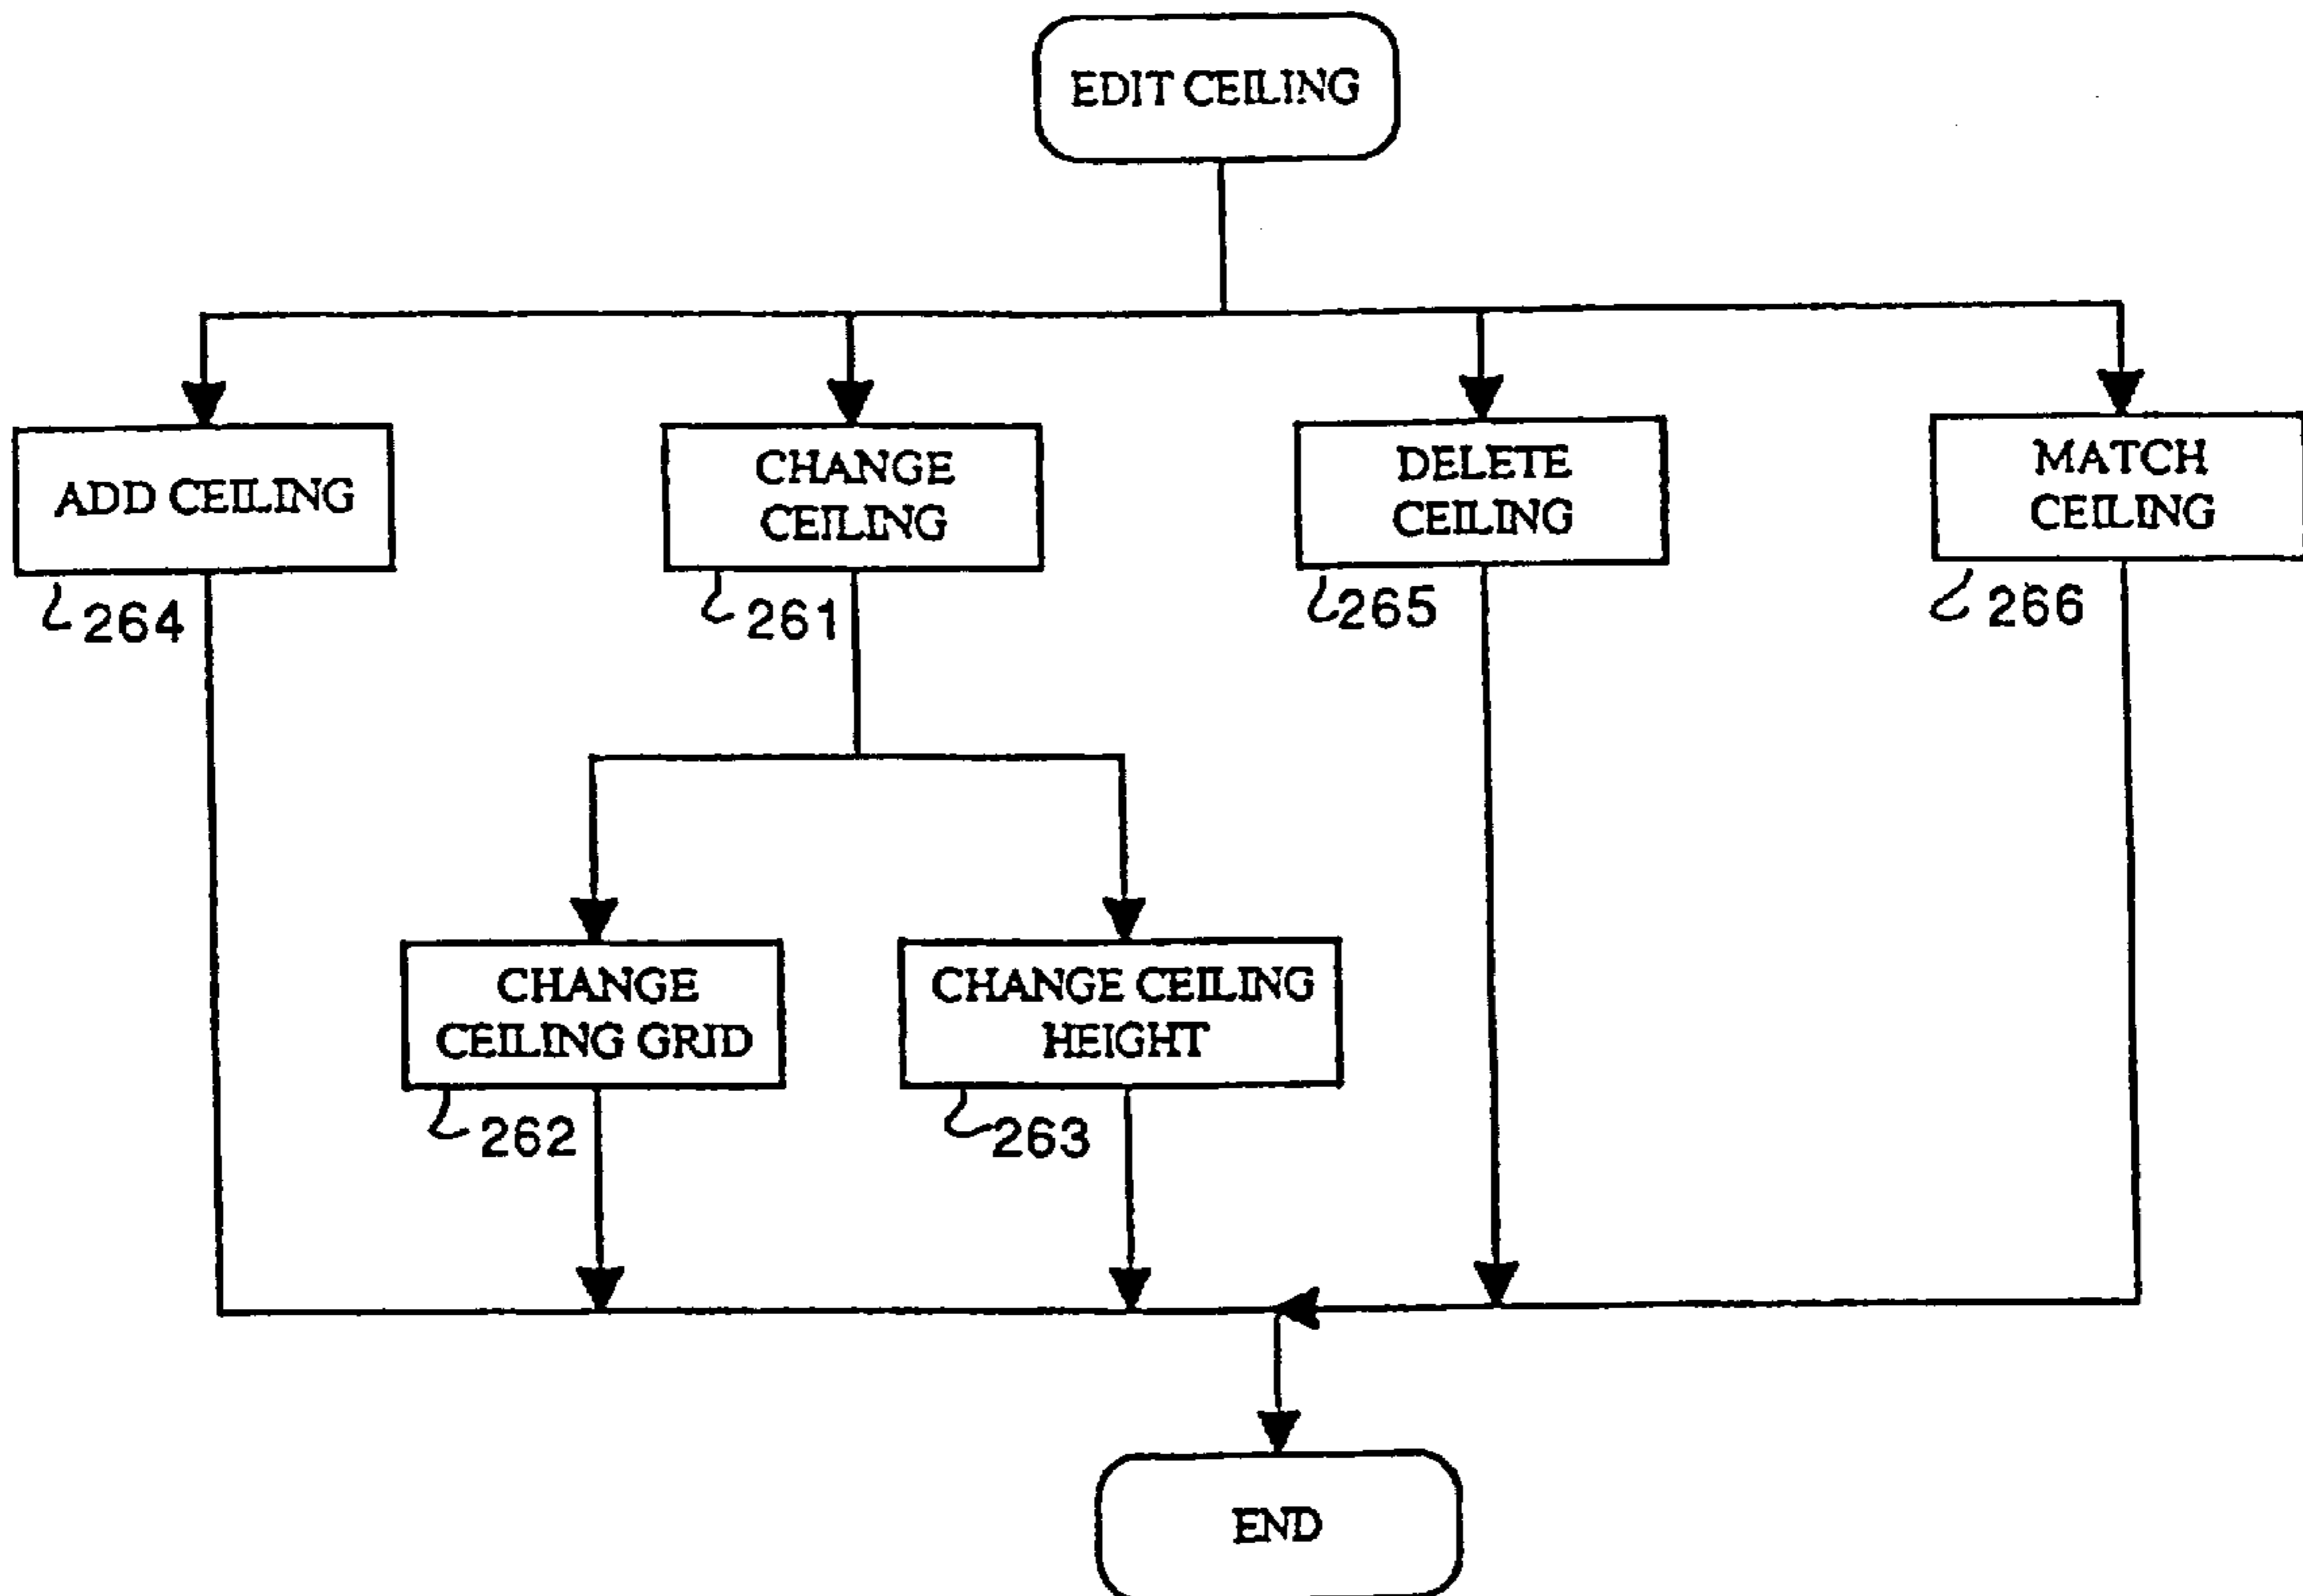 EDIT CEILING
ADD CEILING
264
CHANGE
CEILING
261
DELETE
CEILING
265
MATCH
CEILING
266
CHANGE
CEILING GRID
262
CHANGE CEILING
HEIGHT
263
END